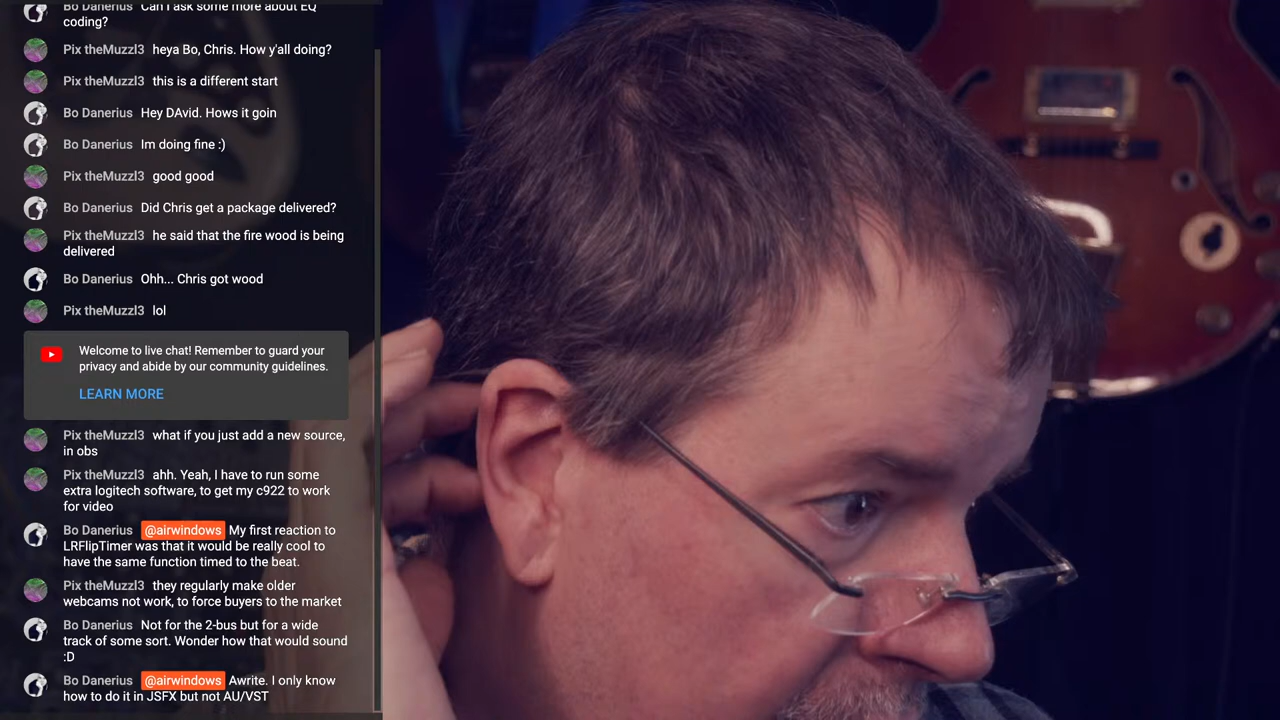 Bo Danerius Can I ask some more about EQ
coding?
Pix theMuzzl3 heya Bo, Chris. How y'all doing?
Pix theMuzzl3 this is a different start
Bo Danerius Hey DAvid. Hows it goin
Bo Danerius Im doing fine :)
Pix theMuzzl3 good good
Bo Danerius Did Chris get a package delivered?
Pix theMuzzl3 he said that the fire wood is being
delivered
Bo Danerius Ohh... Chris got wood
Pix theMuzzl3 lol
Welcome to live chat! Remember to guard your
privacy and abide by our community guidelines.
LEARN MORE
Pix theMuzzl3 what if you just add a new source,
in obs
Pix theMuzzl3 ahh. Yeah, I have to run some
extra logitech software, to get my c922 to work
for video
Bo Danerius @airwindows My first reaction to
LRFlipTimer was that it would be really cool to
have the same function timed to the beat.
Pix theMuzzl3 they regularly make older
webcams not work, to force buyers to the market
Bo Danerius Not for the 2-bus but for a wide
track of some sort. Wonder how that would sound
:D
Bo Danerius @airwindows Awrite. I only know
how to do it in JSFX but not AU/VST